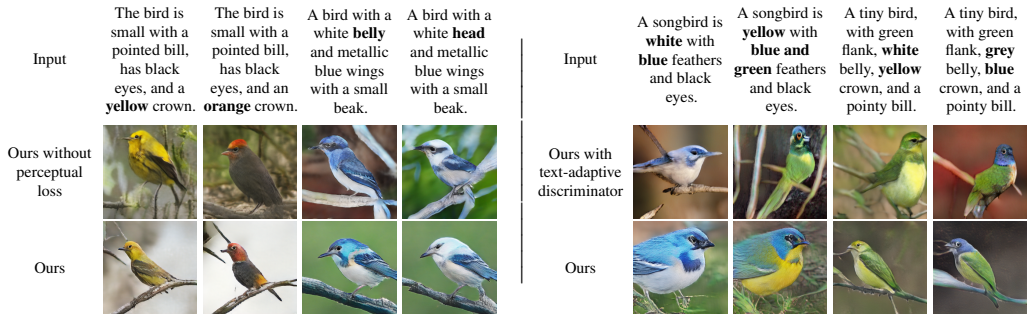 Input
The bird is
small with a
pointed bill,
has black
eyes, and a
yellow crown.
The bird is
small with a
pointed bill,
has black
eyes, and an
orange crown.
A bird with a
white belly
and metallic
blue wings
with a small
beak.
A bird with a
white head
and metallic
blue wings
with a small
beak.
Ours without
perceptual
loss
Ours
Input
A songbird is
white with
blue feathers
and black
eyes.
A songbird is
yellow with
blue and
green feathers
and black
eyes.
A tiny bird,
with green
flank, white
belly, yellow
crown, and a
pointy bill.
A tiny bird,
with green
flank, grey
belly, blue
crown, and a
pointy bill.
Ours with
text-adaptive
discriminator
Ours